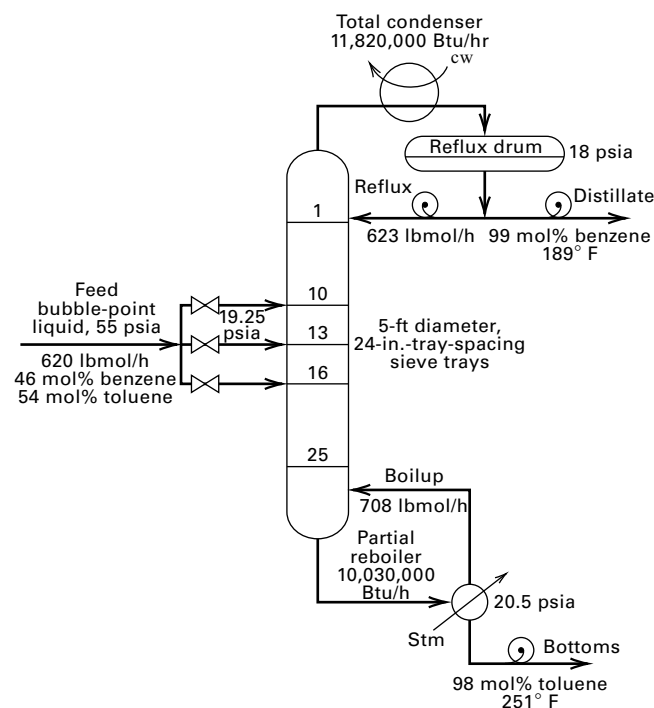 Total condenser
11,820,000 Btu/hr
cw
Reflux drum
18 psia
Reflux
Distillate
1
623 lbmol/h
99 mol% benzene
189° F
Feed
bubble-point
liquid, 55 psia
10
19.25
psia
13
5-ft diameter,
24-in.-tray-spacing
sieve trays
620 lbmol/h
46 mol% benzene
54 mol% toluene
16
25
Boilup
708 lbmol/h
Partial
reboiler
10,030,000
Btu/h
20.5 psia
Stm
Bottoms
98 mol% toluene
251° F